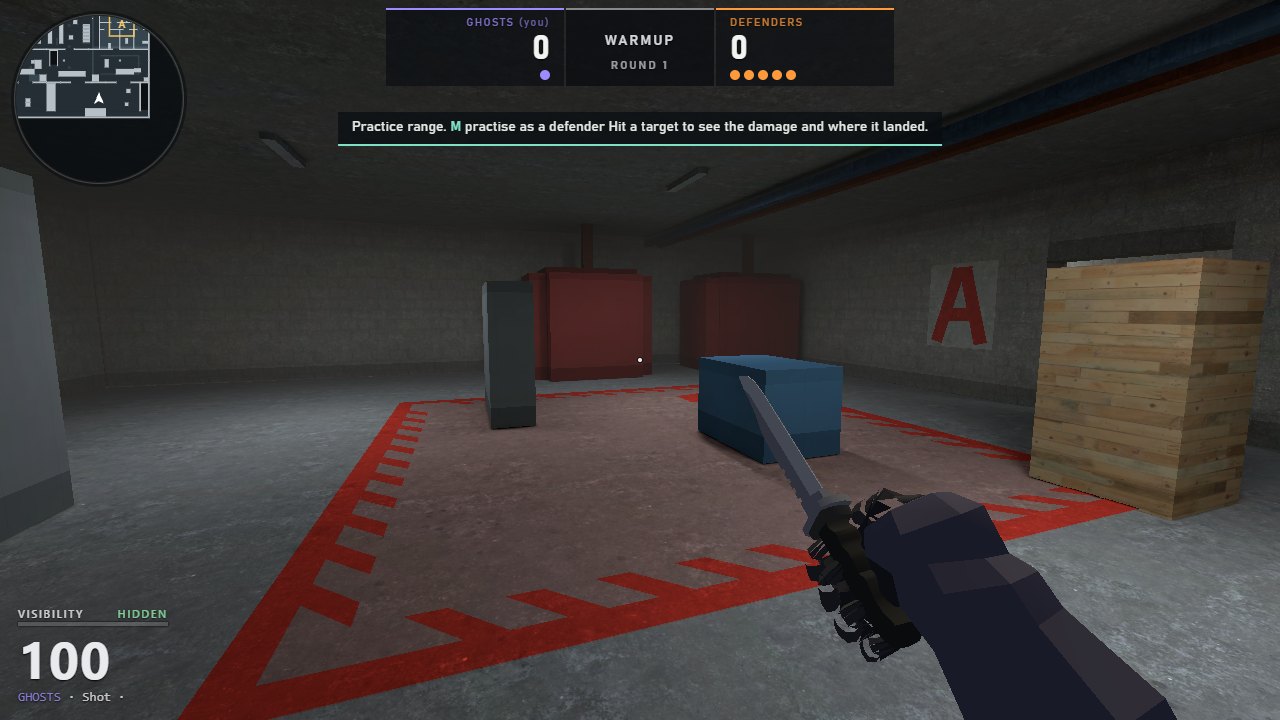 A
GHOSTS (you)
0
WARMUP
ROUND 1
DEFENDERS
0
Practice range. M practise as a defender Hit a target to see the damage and where it landed.
A
VISIBILITY HIDDEN
100
GHOSTS · Shot ·